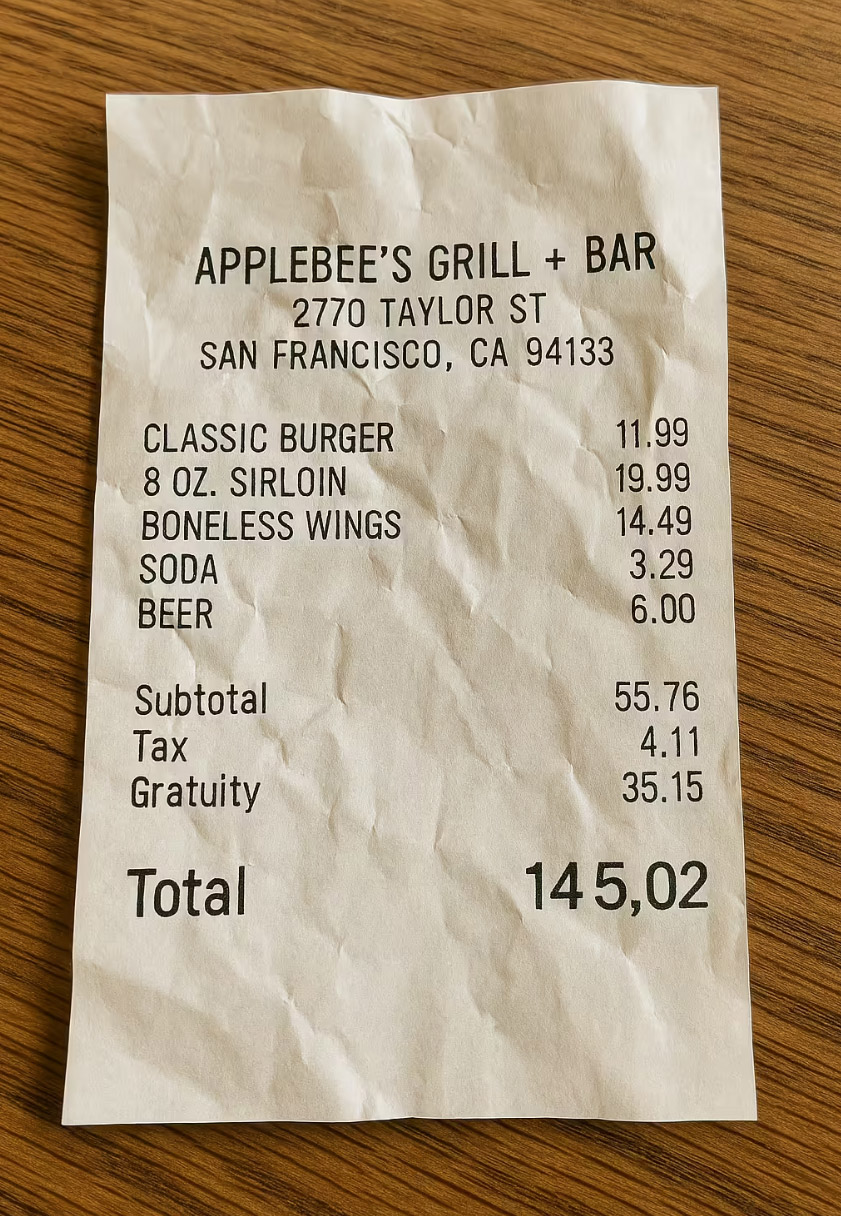 APPLEBEE'S GRILL + BAR
2770 TAYLOR ST
SAN FRANCISCO, CA 94133
CLASSIC BURGER 11.99
8 OZ. SIRLOIN 19.99
BONELESS WINGS 14.49
SODA 3.29
BEER 6.00
Subtotal 55.76
Tax 4.11
Gratuity 35.15
Total 145,02